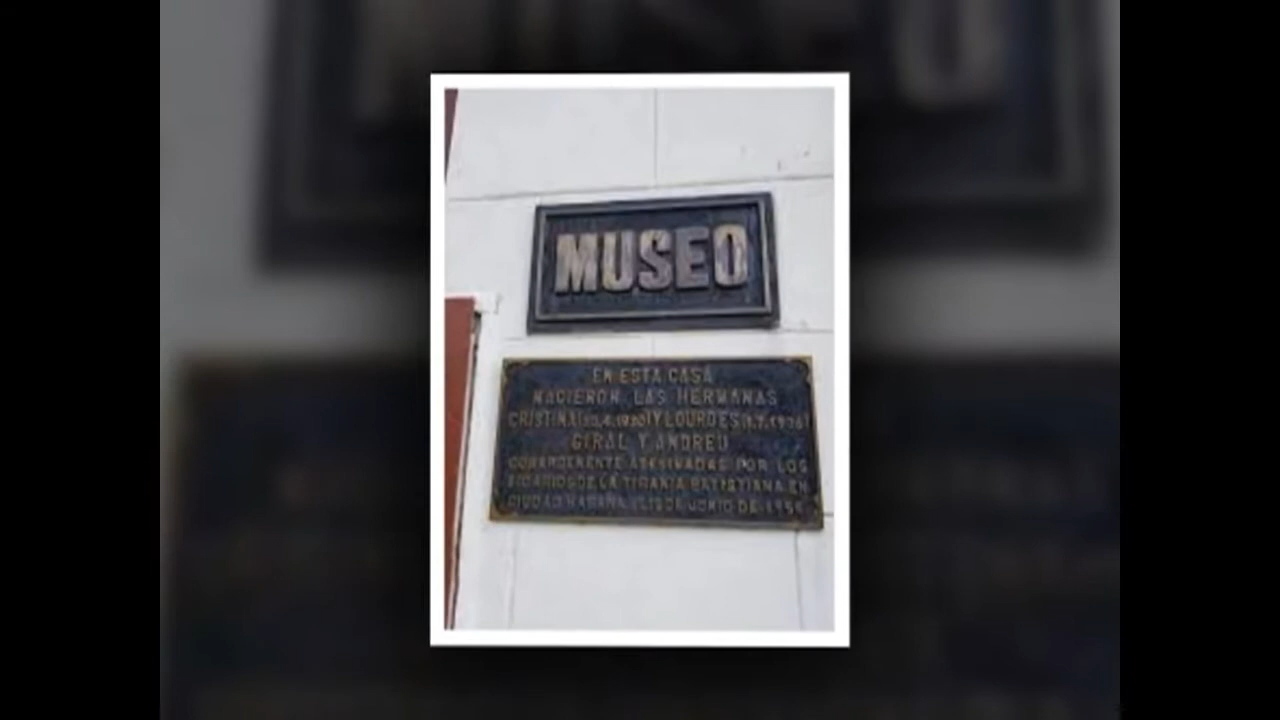 MUSEO
EN ESTA CASA
NACIERON LAS HERMANAS
CRISTINA Y LOURDES
GIRAL Y ANDREU
COBARDEMENTE ASESINADAS POR LOS
SICARIOS DE LA TIRANIA BATISTIANA EN
CIUDAD HABANA EL DE JUNIO DE